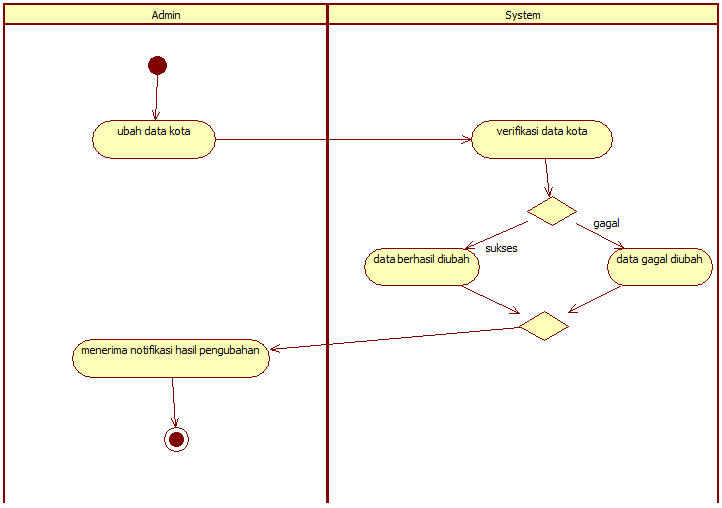 Admin
System
ubah data kota
verifikasi data kota
gagal
sukses
data berhasil diubah
data gagal diubah
menerima notifikasi hasil pengubahan